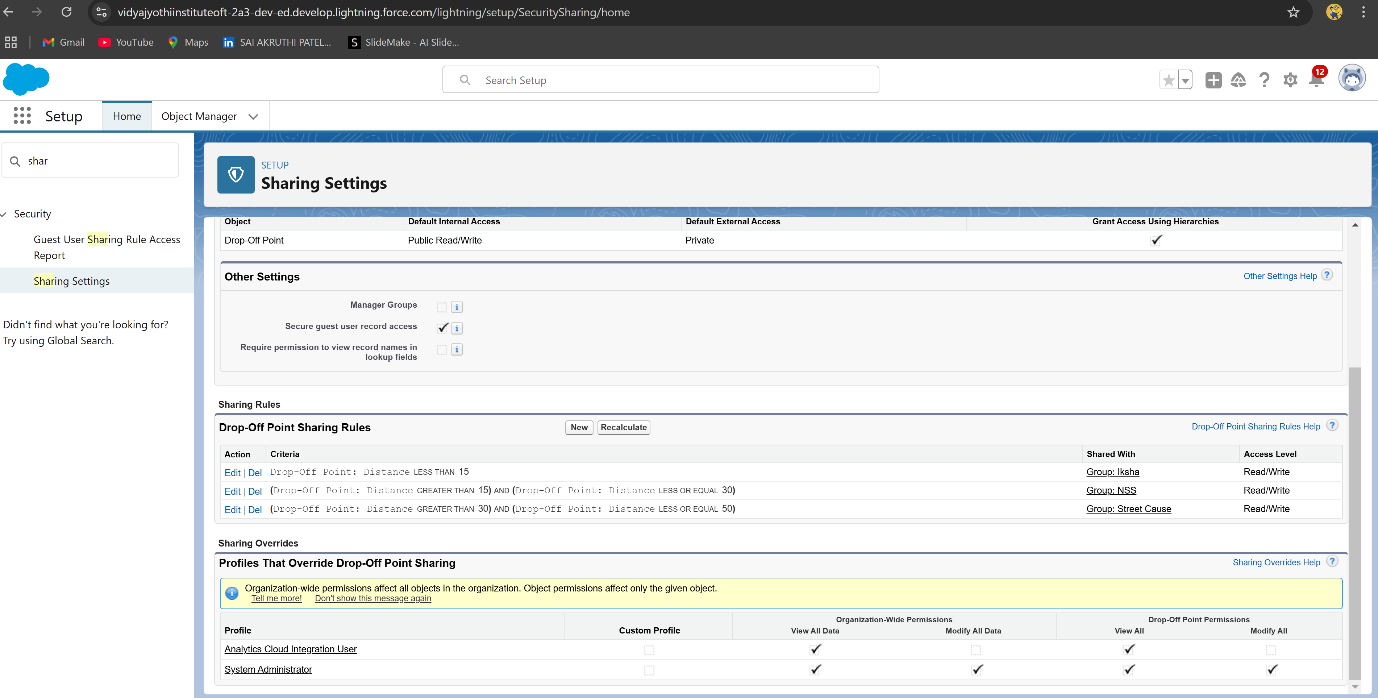 vidyajyothiinstituteoft-2a3-dev-ed.develop.lightning.force.com/lightning/setup/SecuritySharing/home
Gmail YouTube Maps SAI AKRUTHI PATEL... SlideMake - AI Slide...
Search Setup
12
Setup Home Object Manager
shar
Security
Guest User Sharing Rule Access
Report
Sharing Settings
Didn't find what you're looking for?
Try using Global Search.
SETUP
Sharing Settings
Object Default Internal Access Default External Access Grant Access Using Hierarchies
Drop-Off Point Public Read/Write Private
Other Settings Other Settings Help ?
Manager Groups
Secure guest user record access
Require permission to view record names in
lookup fields
Sharing Rules
Drop-Off Point Sharing Rules New Recalculate Drop-Off Point Sharing Rules Help ?
Action Criteria Shared With Access Level
Edit | Del Drop-Off Point: Distance LESS THAN 15 Group: Iksha Read/Write
Edit | Del (Drop-Off Point: Distance GREATER THAN 15) AND (Drop-Off Point: Distance LESS OR EQUAL 30) Group: NSS Read/Write
Edit | Del (Drop-Off Point: Distance GREATER THAN 30) AND (Drop-Off Point: Distance LESS OR EQUAL 50) Group: Street Cause Read/Write
Sharing Overrides
Profiles That Override Drop-Off Point Sharing Sharing Overrides Help ?
Organization-wide permissions affect all objects in the organization. Object permissions affect only the given object.
Tell me more! Don't show this message again
Organization-Wide Permissions Drop-Off Point Permissions
Profile Custom Profile View All Data Modify All Data View All Modify All
Analytics Cloud Integration User
System Administrator